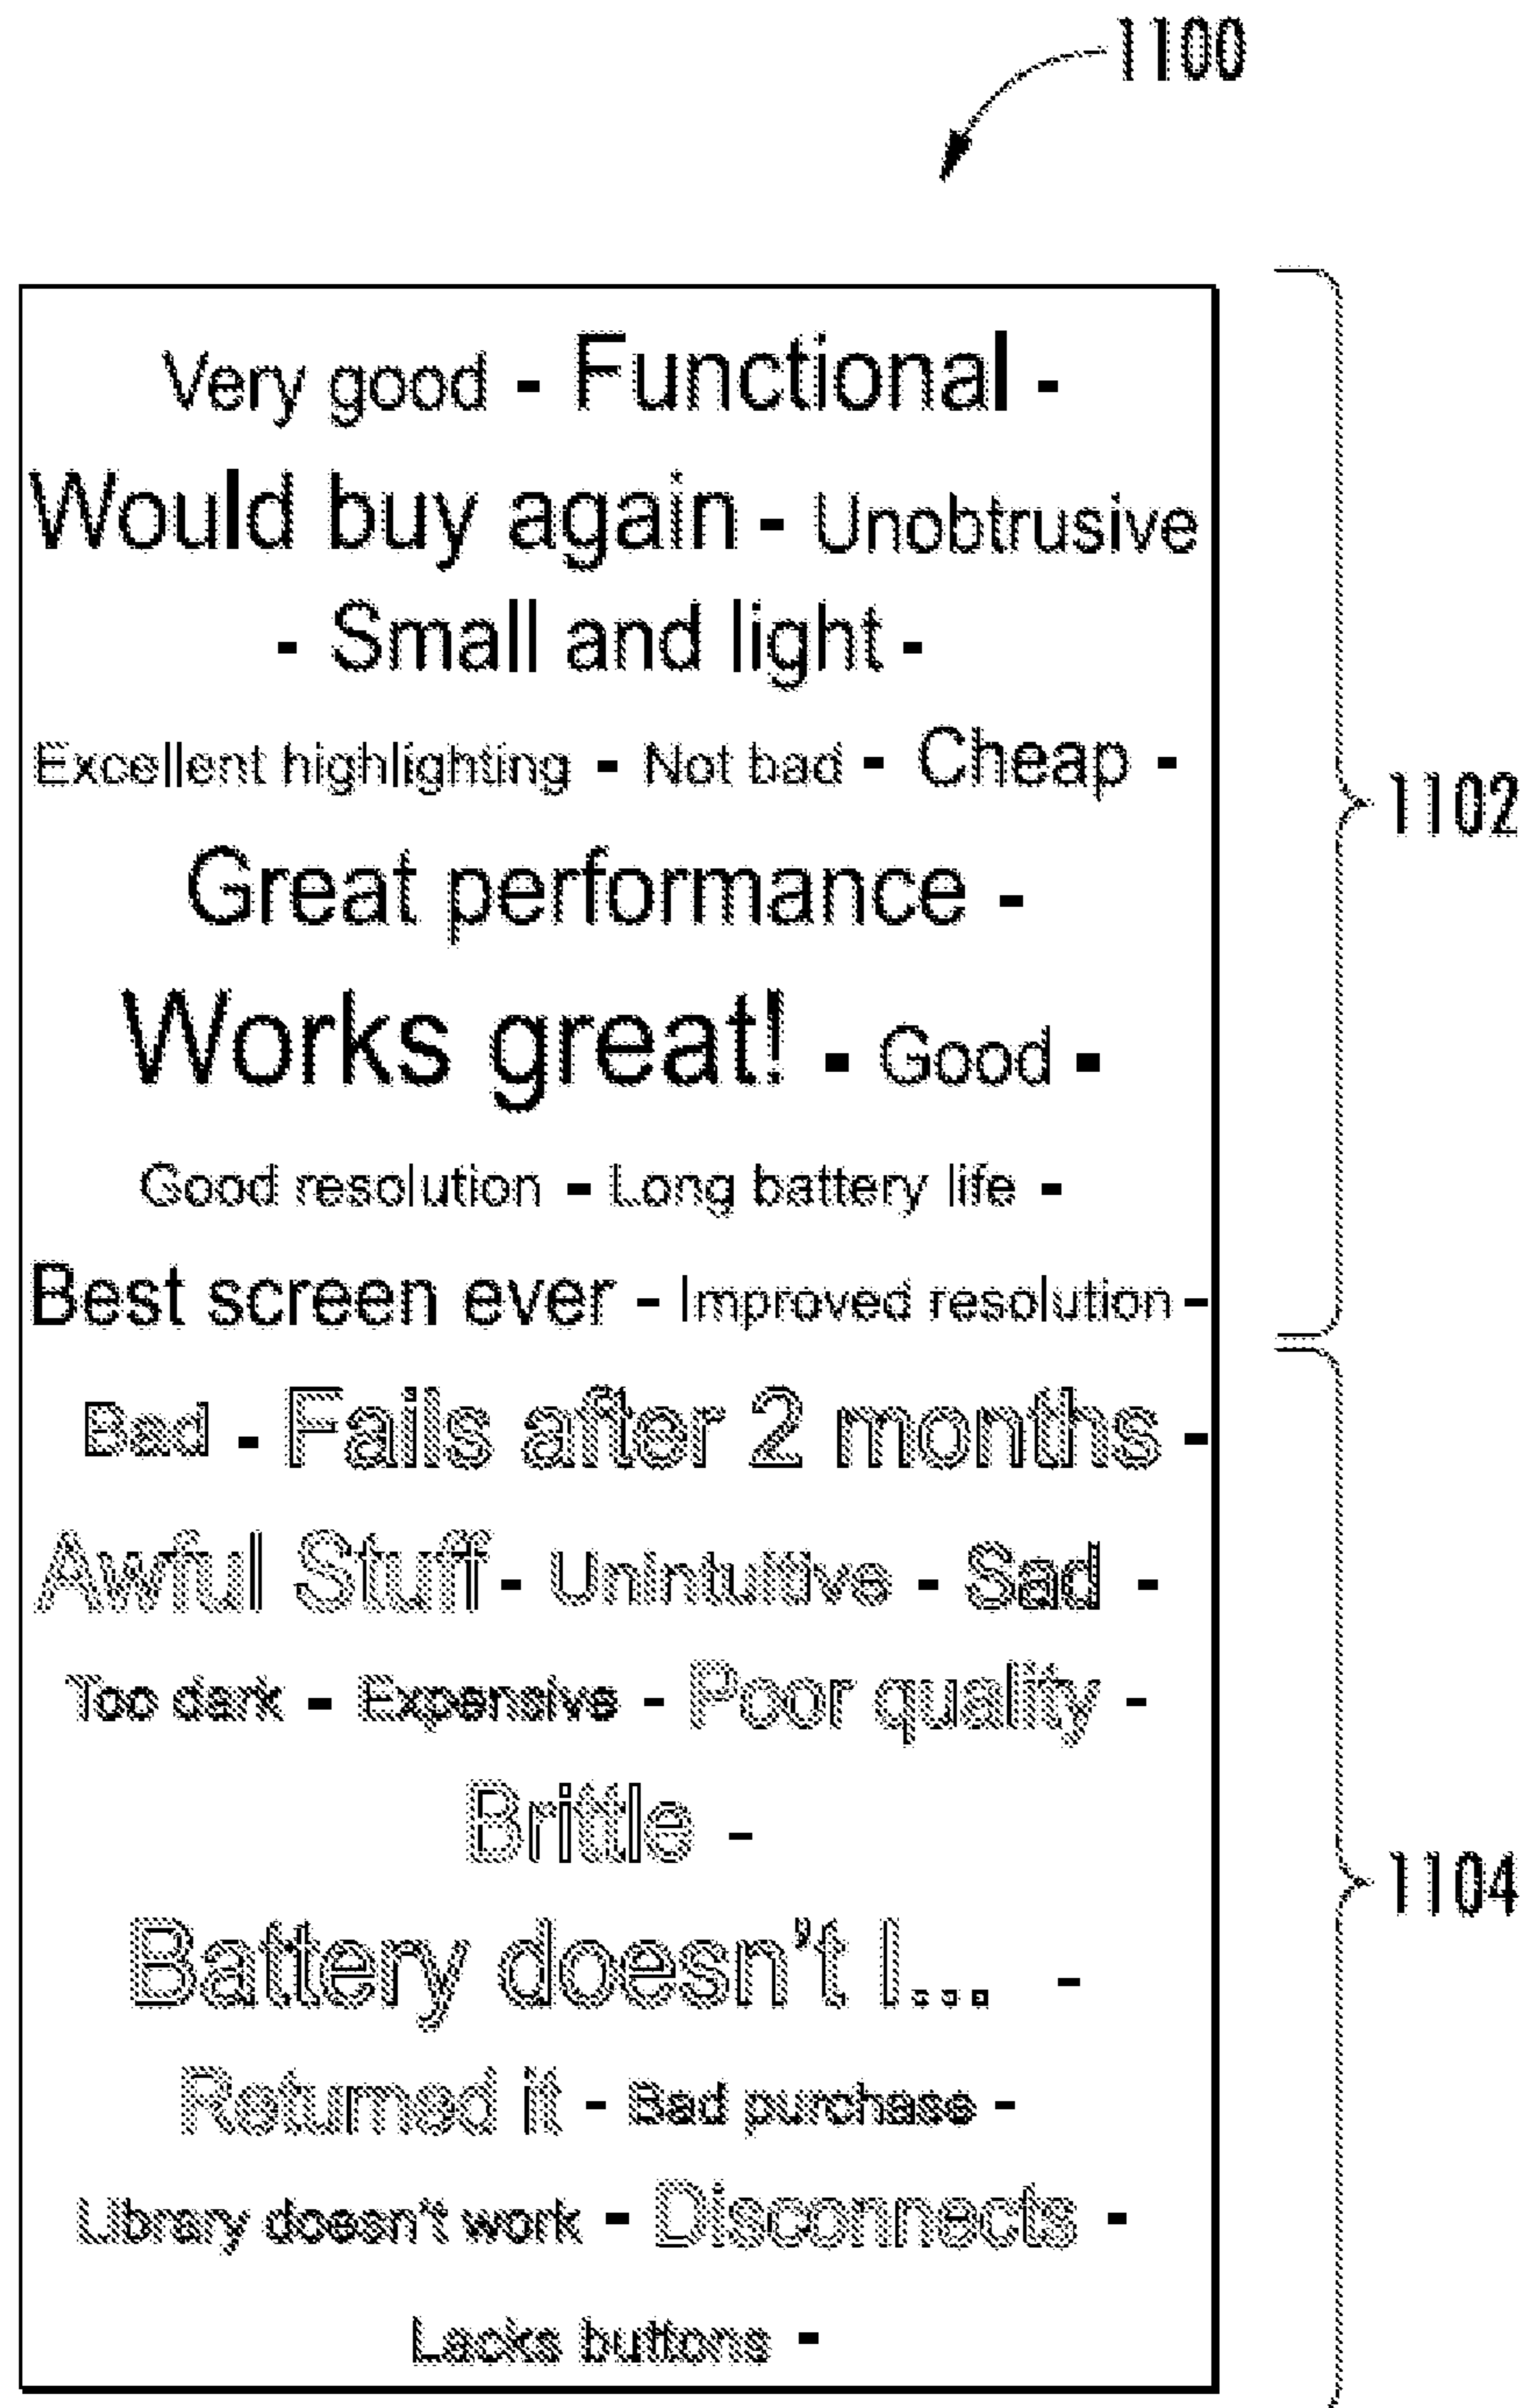 1100
Very good - Functional -
Would buy again - Unobtrusive
- Small and light -
Excellent highlighting - Not bad - Cheap -
Great performance -
Works great! - Good -
Good resolution - Long battery life -
Best screen ever - Improved resolution -
1102
Bad - Fails after 2 months -
Awful Stuff - Unintuitive - Sad -
Too dark - Expensive - Poor quality -
Brittle -
Battery doesn't l... -
1104
Returned it - Bad purchase -
Library doesn't work - Disconnects -
Lacks buttons -